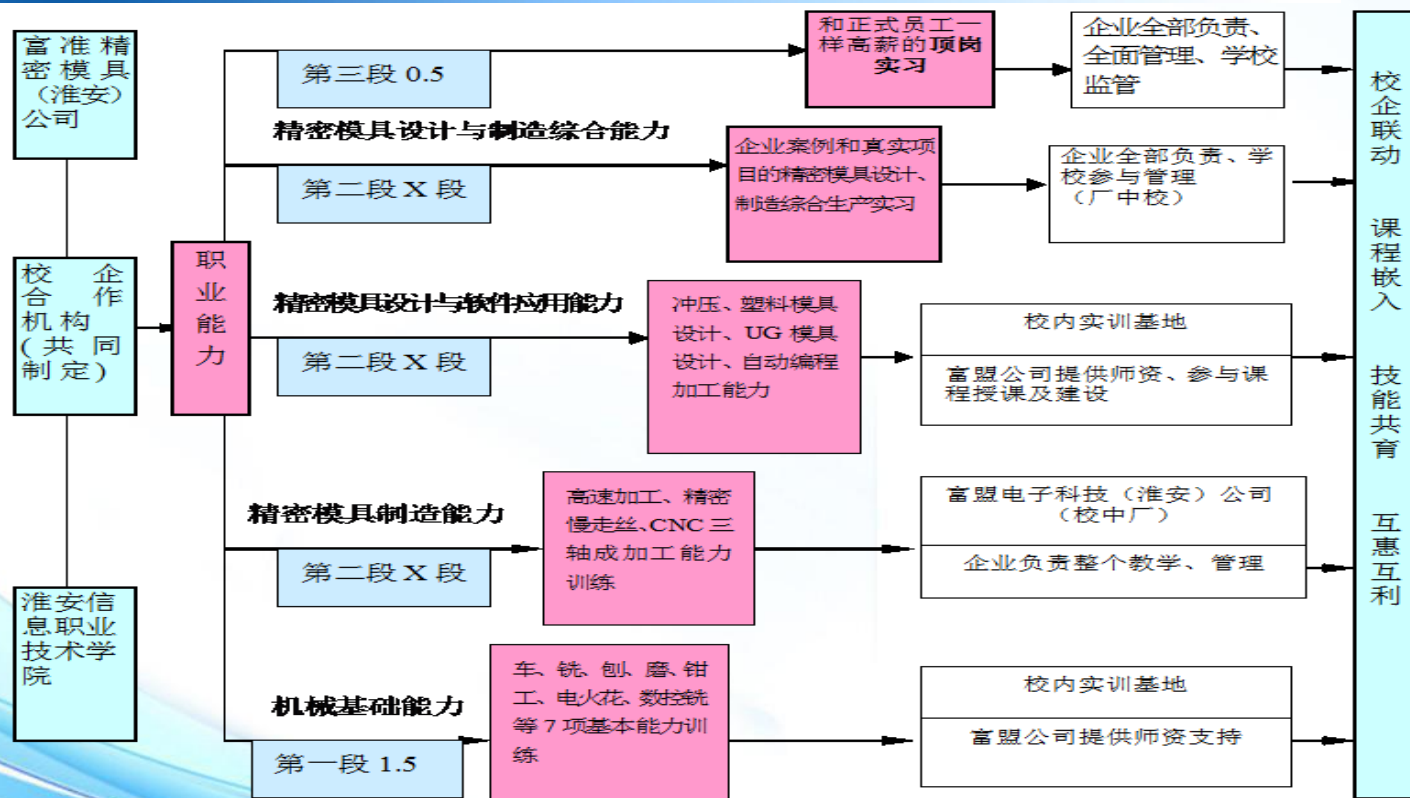 富准精
密模具
（淮安）
公司
校企
合作
机构
(共同
制定)
淮安信
息职业
技术学
院
职
业
能
力
第三段 0.5
和正式员工一
样高薪的顶岗
实习
企业全部负责、
全面管理、学校
监管
精密模具设计与制造综合能力
第二段 X 段
企业案例和真实项
目的精密模具设计、
制造综合生产实习
企业全部负责、学
校参与管理
（厂中校）
精密模具设计与软件应用能力
第二段 X 段
冲压、塑料模具
设计、UG 模具
设计、自动编程
加工能力
校内实训基地
富盟公司提供师资、参与课
程授课及建设
精密模具制造能力
第二段 X 段
高速加工、精密
慢走丝、CNC 三
轴成加工能力
训练
富盟电子科技（淮安）公司
（校中厂）
企业负责整个教学、管理
机械基础能力
第一段 1.5
车、铣、刨、磨、钳
工、电火花、数控铣
等 7 项基本能力训
练
校内实训基地
富盟公司提供师资支持
校企联动
课程嵌入
技能共育
互惠互利